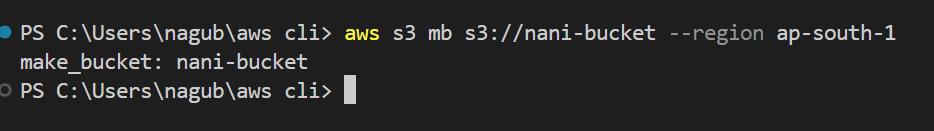 PS C:\Users\nagub\aws cli> aws s3 mb s3://nani-bucket --region ap-south-1
make_bucket: nani-bucket
PS C:\Users\nagub\aws cli>